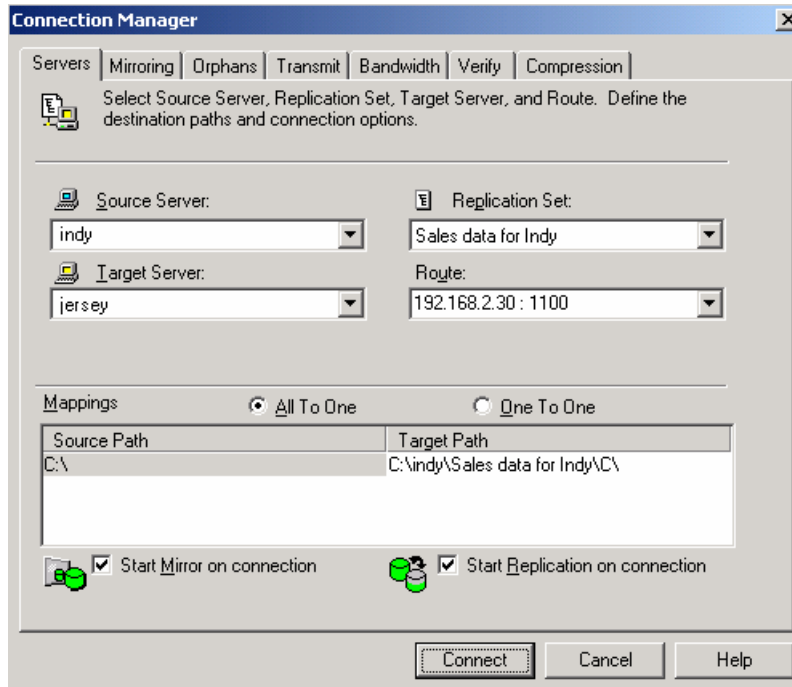 Connection Manager
Servers Mirroring Orphans Transmit Bandwidth Verify Compression
Select Source Server, Replication Set, Target Server, and Route. Define the
destination paths and connection options.
Source Server: Replication Set:
indy Sales data for Indy
Target Server: Route:
jersey 192.168.2.30 : 1100
Mappings All To One One To One
Source Path Target Path
C:\ C:\indy\Sales data for Indy\C\
Start Mirror on connection Start Replication on connection
Connect Cancel Help